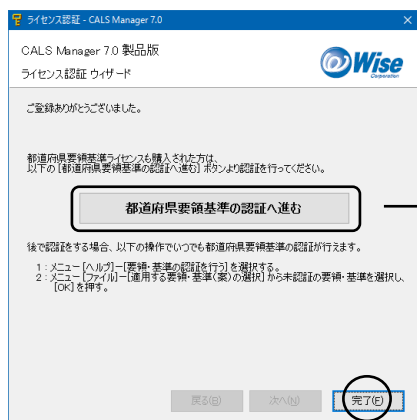 ライセンス認証 - CALS Manager 7.0
CALS Manager 7.0 製品版
ライセンス認証 ウィザード
Wise
Corporation
ご登録ありがとうございました。
都道府県要領基準ライセンスも購入された方は、
以下の [都道府県要領基準の認証へ進む] ボタンより認証を行ってください。
都道府県要領基準の認証へ進む
後で認証をする場合、以下の操作でいつでも都道府県要領基準の認証が行えます。
1 : メニュー [ヘルプ]-[要領・基準の認証を行う] を選択する。
2 : メニュー [ファイル]-[適用する要領・基準(案)の選択] から未認証の要領・基準を選択し、
[OK] を押す。
戻る(B)
次へ(N)
完了(F)